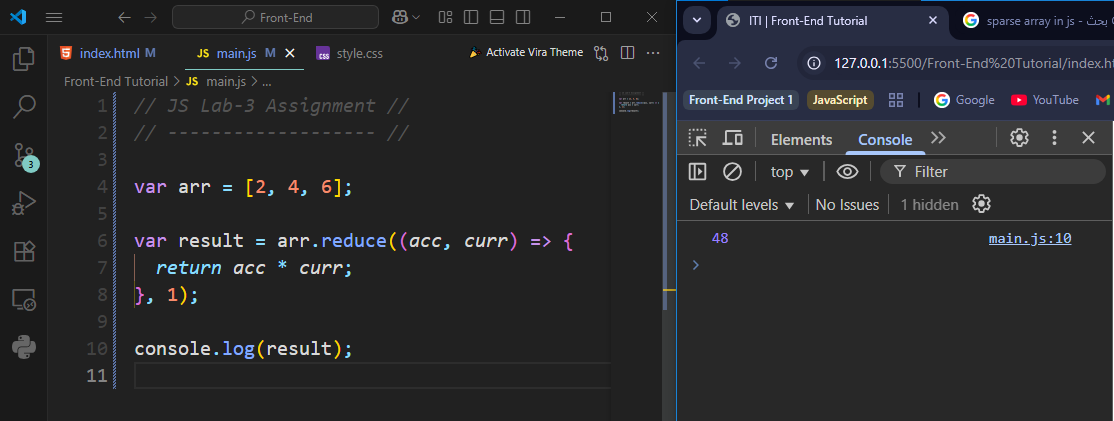 Front-End
index.html M
JS main.js M
css style.css
Activate Vira Theme
Front-End Tutorial > JS main.js > ...
1 // JS Lab-3 Assignment //
2 // ------------------- //
3
4 var arr = [2, 4, 6];
5
6 var result = arr.reduce((acc, curr) => {
7 return acc * curr;
8 }, 1);
9
10 console.log(result);
11
3
ITI | Front-End Tutorial
sparse array in js - بحث
127.0.0.1:5500/Front-End%20Tutorial/index.h
Front-End Project 1 JavaScript Google YouTube
Elements Console
top Filter
Default levels No Issues 1 hidden
48 main.js:10